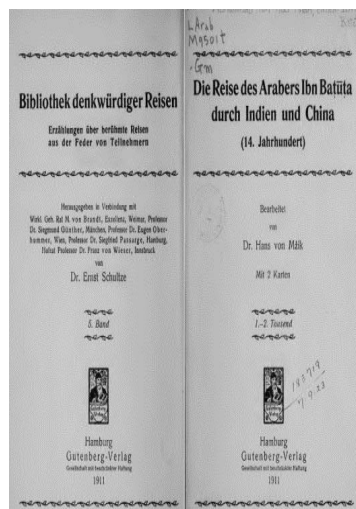 Bibliothek denkwürdiger Reisen
Erzählungen über berühmte Reisen
aus der Feder von Teilnehmern
Herausgegeben in Verbindung mit
Wirkl. Geh. Rat M. von Brandt, Exzellenz, Weimar, Professor
Dr. Siegmund Günther, München, Professor Dr. Eugen Ober-
hummer, Wien, Professor Dr. Siegfried Passarge, Hamburg,
Hofrat Professor Dr. Franz von Wieser, Innsbruck
von
Dr. Ernst Schultze
5. Band
Hamburg
Gutenberg-Verlag
Gesellschaft mit beschränkter Haftung
1911
L Arab
M9501t
Gm
Die Reise des Arabers Ibn Baṭūṭa
durch Indien und China
(14. Jahrhundert)
Bearbeitet
von
Dr. Hans von Mžik
Mit 2 Karten
1.–2. Tausend
Hamburg
Gutenberg-Verlag
Gesellschaft mit beschränkter Haftung
1911